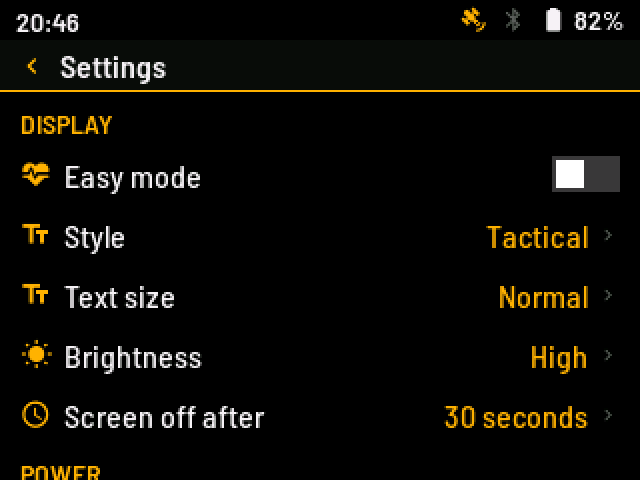 20:46
82%
Settings
DISPLAY
Easy mode
Style
Tactical
Text size
Normal
Brightness
High
Screen off after
30 seconds
POWER